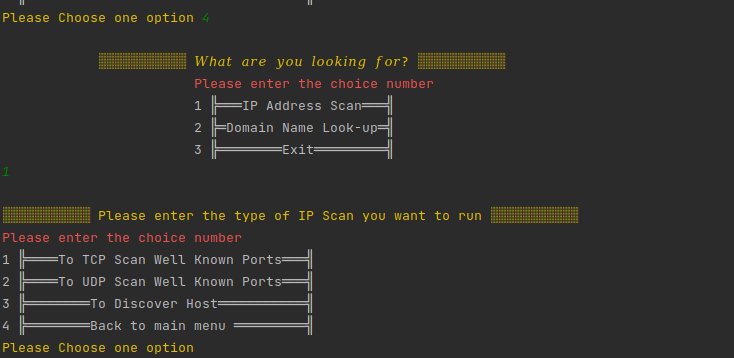 Please Choose one option 4
What are you looking for?
Please enter the choice number
1 ╠═══IP Address Scan═══╣
2 ╠═Domain Name Look-up═╣
3 ╠════════Exit═════════╣
1
Please enter the type of IP Scan you want to run
Please enter the choice number
1 ╠════To TCP Scan Well Known Ports═══╣
2 ╠════To UDP Scan Well Known Ports═══╣
3 ╠════════To Discover Host═══════════╣
4 ╠════════Back to main menu ═════════╣
Please Choose one option